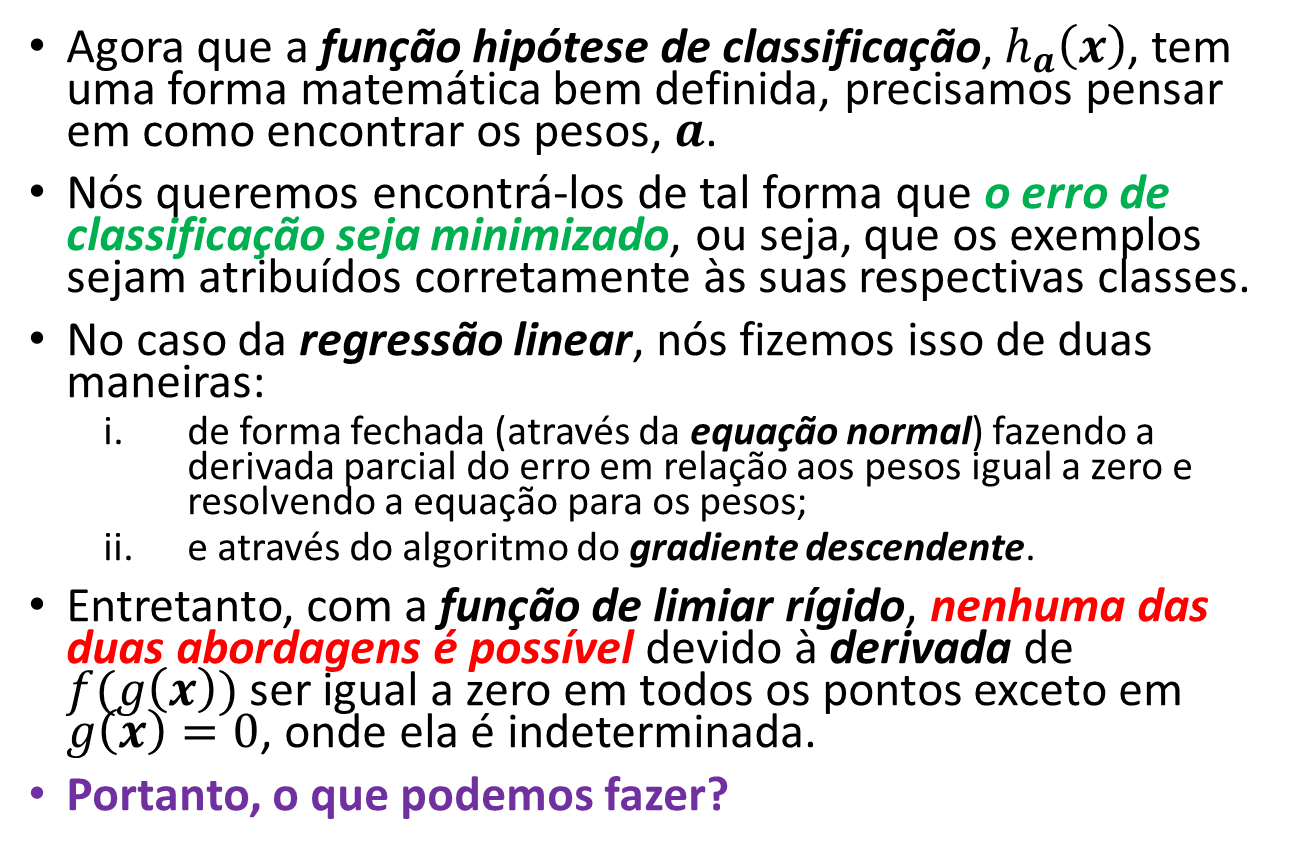 • Agora que a função hipótese de classificação, hₐ(x), tem
uma forma matemática bem definida, precisamos pensar
em como encontrar os pesos, a.
• Nós queremos encontrá-los de tal forma que o erro de
classificação seja minimizado, ou seja, que os exemplos
sejam atribuídos corretamente às suas respectivas classes.
• No caso da regressão linear, nós fizemos isso de duas
maneiras:
i. de forma fechada (através da equação normal) fazendo a
derivada parcial do erro em relação aos pesos igual a zero e
resolvendo a equação para os pesos;
ii. e através do algoritmo do gradiente descendente.
• Entretanto, com a função de limiar rígido, nenhuma das
duas abordagens é possível devido à derivada de
f(g(x)) ser igual a zero em todos os pontos exceto em
g(x) = 0, onde ela é indeterminada.
• Portanto, o que podemos fazer?